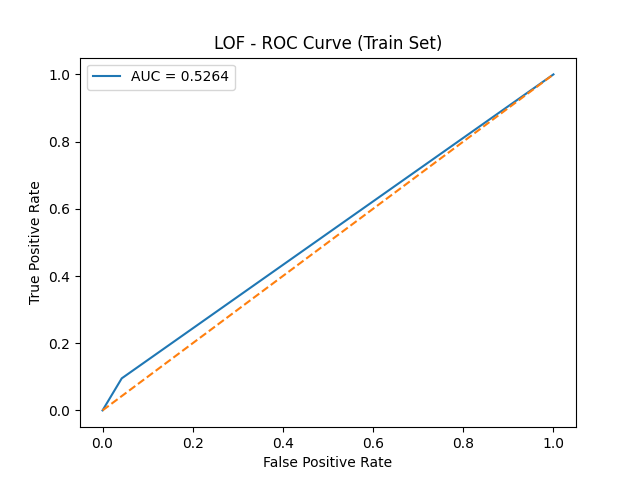 LOF - ROC Curve (Train Set)
AUC = 0.5264
True Positive Rate
1.0
0.8
0.6
0.4
0.2
0.0
0.0 0.2 0.4 0.6 0.8 1.0
False Positive Rate